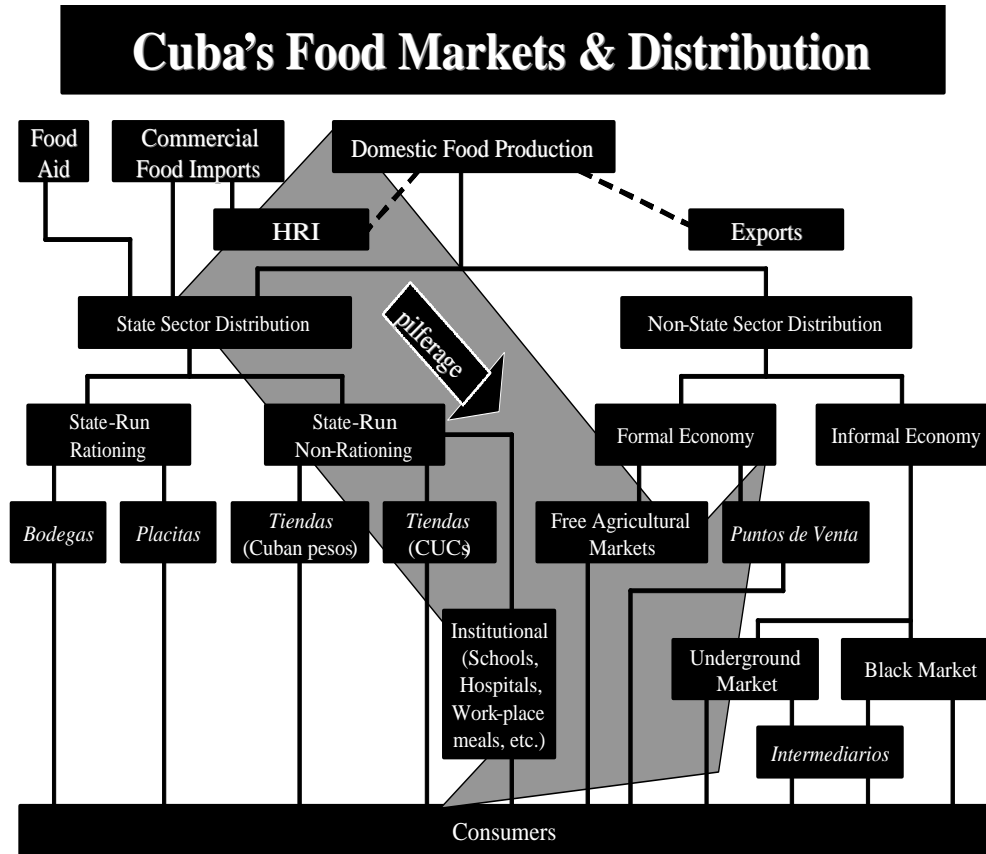 Cuba's Food Markets & Distribution
Food
Aid
Commercial
Food Imports
Domestic Food Production
HRI
Exports
State Sector Distribution
Non-State Sector Distribution
pilferage
State-Run
Rationing
State-Run
Non-Rationing
Formal Economy
Informal Economy
Bodegas
Placitas
Tiendas
(Cuban pesos)
Tiendas
(CUCs)
Free Agricultural
Markets
Puntos de Venta
Institutional
(Schools,
Hospitals,
Work-place
meals, etc.)
Underground
Market
Black Market
Intermediarios
Consumers